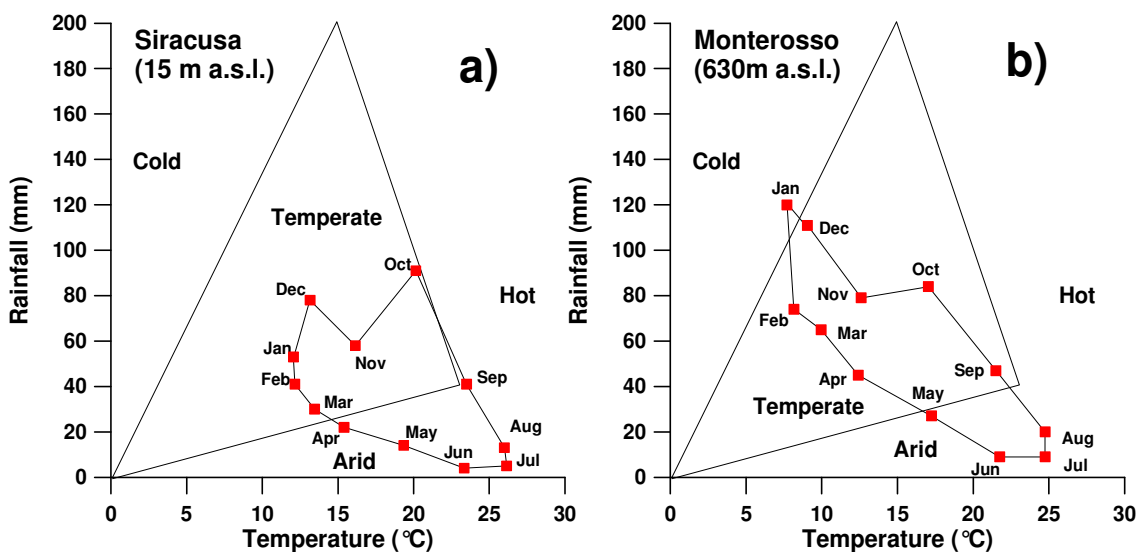 Siracusa
(15 m a.s.l.)
a)
Rainfall (mm)
200
180
160
140
120
100
80
60
40
20
0
Cold
Temperate
Hot
Arid
Oct
Dec
Nov
Jan
Feb
Mar
Apr
May
Jun
Jul
Aug
Sep
0 5 10 15 20 25 30
Temperature (°C)
Monterosso
(630m a.s.l.)
b)
Rainfall (mm)
200
180
160
140
120
100
80
60
40
20
0
Cold
Hot
Temperate
Arid
Jan
Dec
Oct
Nov
Feb
Mar
Apr
Sep
May
Jun
Aug
Jul
0 5 10 15 20 25 30
Temperature (°C)